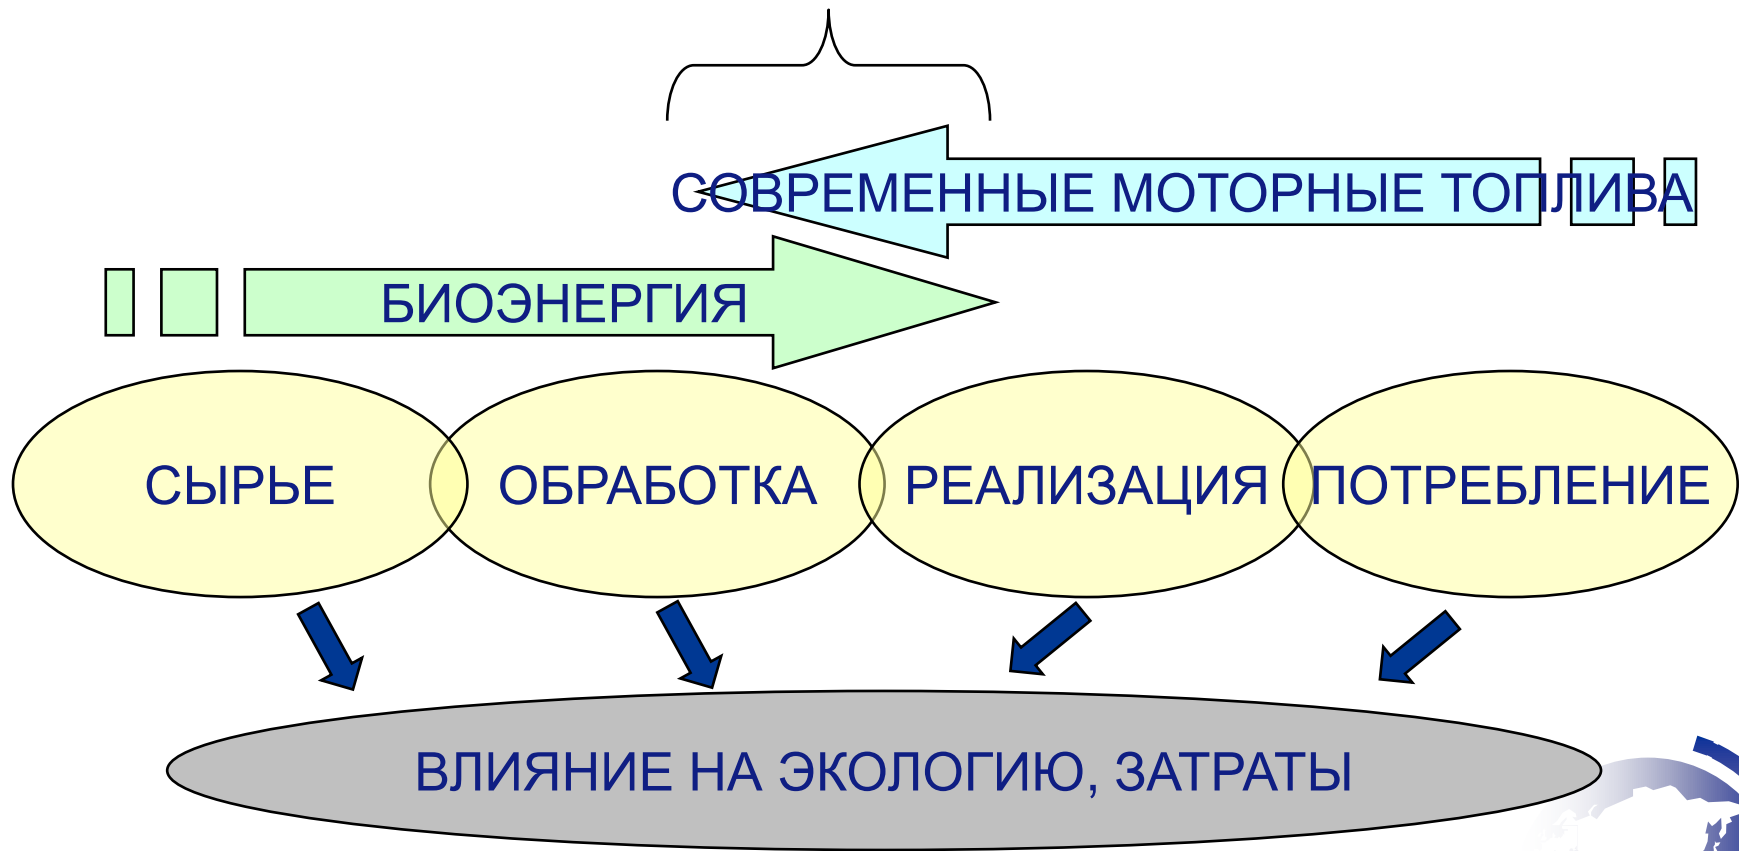 СОВРЕМЕННЫЕ МОТОРНЫЕ ТОПЛИВА
БИОЭНЕРГИЯ
СЫРЬЕ
ОБРАБОТКА
РЕАЛИЗАЦИЯ
ПОТРЕБЛЕНИЕ
ВЛИЯНИЕ НА ЭКОЛОГИЮ, ЗАТРАТЫ